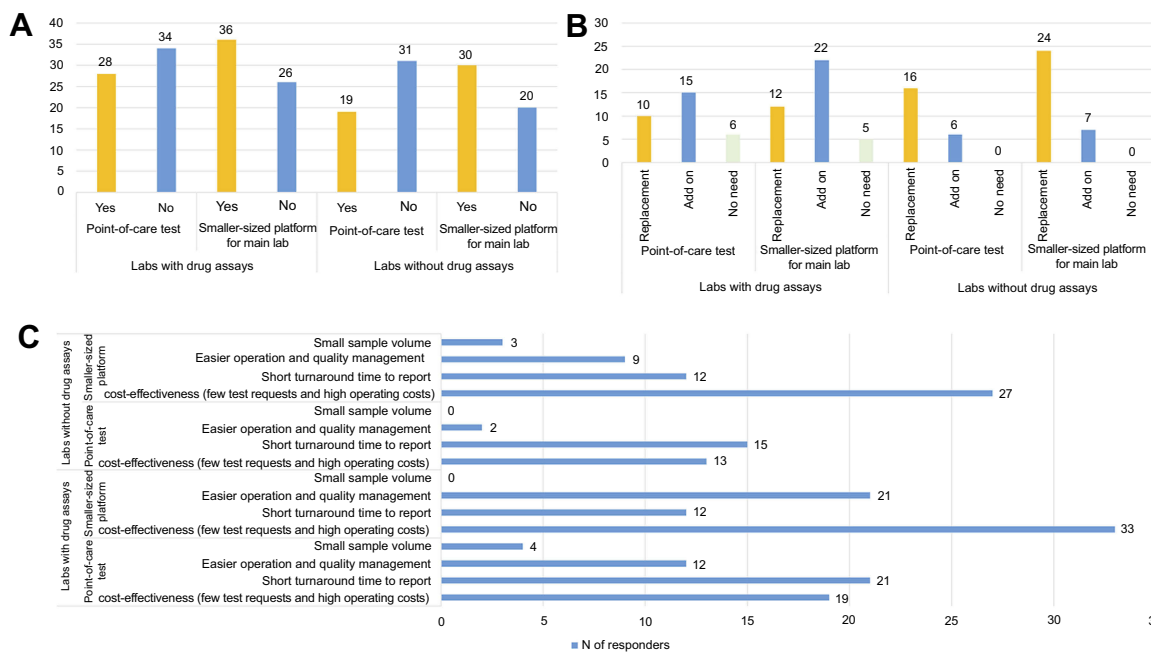 A
40
35
30
25
20
15
10
5
0
28
34
36
26
19
31
30
20
Yes
No
Yes
No
Yes
No
Yes
No
Point-of-care test
Smaller-sized platform
for main lab
Point-of-care test
Smaller-sized platform
for main lab
Labs with drug assays
Labs without drug assays
B
30
25
20
15
10
5
0
10
15
6
12
22
5
16
6
0
24
7
0
Replacement
Add on
No need
Replacement
Add on
No need
Replacement
Add on
No need
Replacement
Add on
No need
Point-of-care test
Smaller-sized platform
for main lab
Point-of-care test
Smaller-sized platform
for main lab
Labs with drug assays
Labs without drug assays
C
Labs without drug assays
Smaller-sized
platform
Small sample volume 3
Easier operation and quality management 9
Short turnaround time to report 12
cost-effectiveness (few test requests and high operating costs) 27
Point-of-care
test
Small sample volume 0
Easier operation and quality management 2
Short turnaround time to report 15
cost-effectiveness (few test requests and high operating costs) 13
Labs with drug assays
Smaller-sized
platform
Small sample volume 0
Easier operation and quality management 21
Short turnaround time to report 12
cost-effectiveness (few test requests and high operating costs) 33
Point-of-care
test
Small sample volume 4
Easier operation and quality management 12
Short turnaround time to report 21
cost-effectiveness (few test requests and high operating costs) 19
0 5 10 15 20 25 30
N of responders